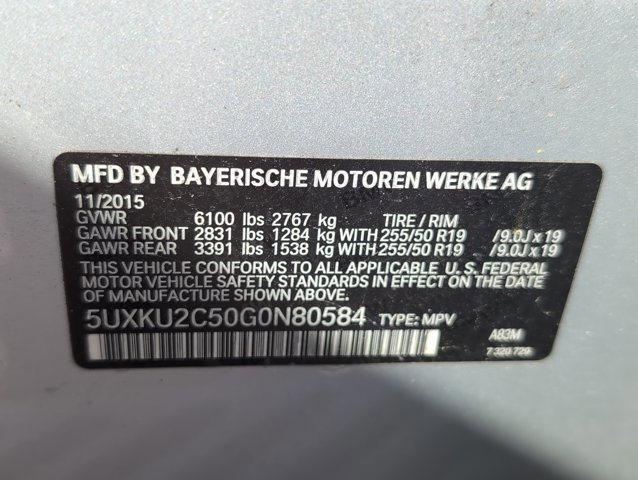 MFD BY BAYERISCHE MOTOREN WERKE AG
11/2015
GVWR 6100 lbs 2767 kg TIRE / RIM
GAWR FRONT 2831 lbs 1284 kg WITH 255/50 R19 /9.0J x 19
GAWR REAR 3391 lbs 1538 kg WITH 255/50 R19 /9.0J x 19
THIS VEHICLE CONFORMS TO ALL APPLICABLE U. S. FEDERAL
MOTOR VEHICLE SAFETY STANDARDS IN EFFECT ON THE DATE
OF MANUFACTURE SHOWN ABOVE.
5UXKU2C50G0N80584 TYPE: MPV
A83M
7 320 720